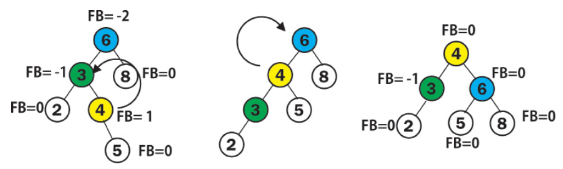 FB= -2
6
FB= -1 3 8 FB=0
FB=0 2 4 FB= 1
5 FB=0
6
4 8
3 5
2
FB=0
4
FB= -1 3 6 FB=0
FB=0 2 5 8 FB=0
FB=0